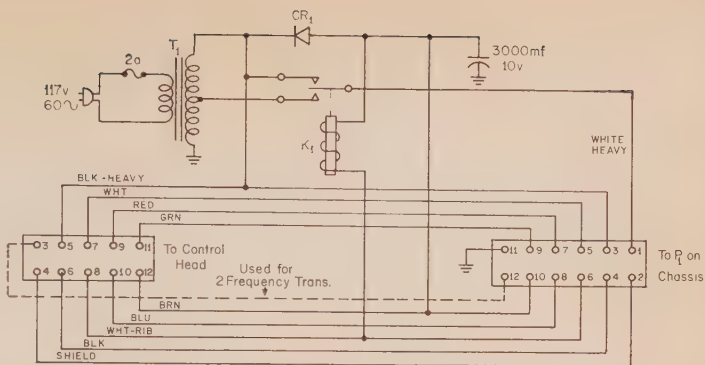 CR1
T1
2a
117v
60~
3000mf
10v
K1
WHITE
HEAVY
BLK-HEAVY
WHT
RED
GRN
3 5 7 9 11
4 6 8 10 12
To Control
Head
Used for
2 Frequency Trans.
11 9 7 5 3 1
12 10 8 6 4 2
To P1 on
Chassis
BRN
BLU
WHT-RIB
BLK
SHIELD